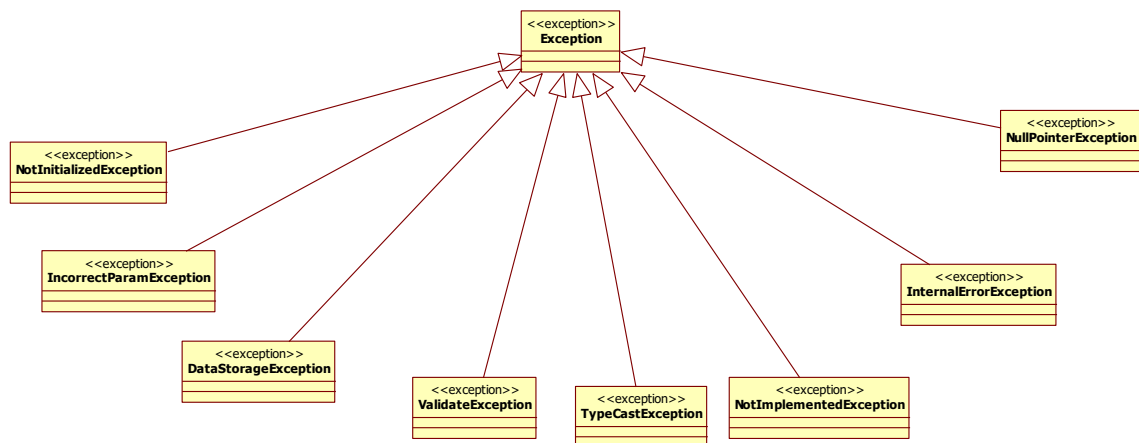 <<exception>>
Exception
<<exception>>
NullPointerException
<<exception>>
NotInitializedException
<<exception>>
IncorrectParamException
<<exception>>
InternalErrorException
<<exception>>
DataStorageException
<<exception>>
ValidateException
<<exception>>
TypeCastException
<<exception>>
NotImplementedException